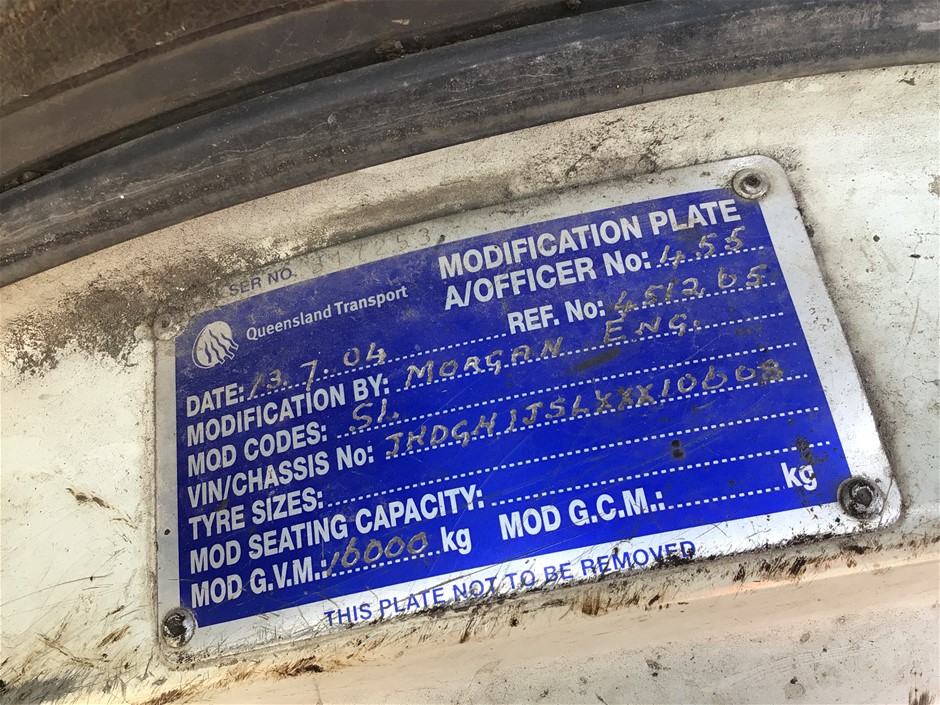 SER NO. 317253
MODIFICATION PLATE
Queensland Transport
A/OFFICER No: 455
REF. No: 451265
DATE: 13.7.04
MODIFICATION BY: MORGAN ENG.
MOD CODES: S1.
VIN/CHASSIS No:
TYRE SIZES:
MOD SEATING CAPACITY:
MOD G.V.M.: 16000 kg MOD G.C.M.: kg
THIS PLATE NOT TO BE REMOVED